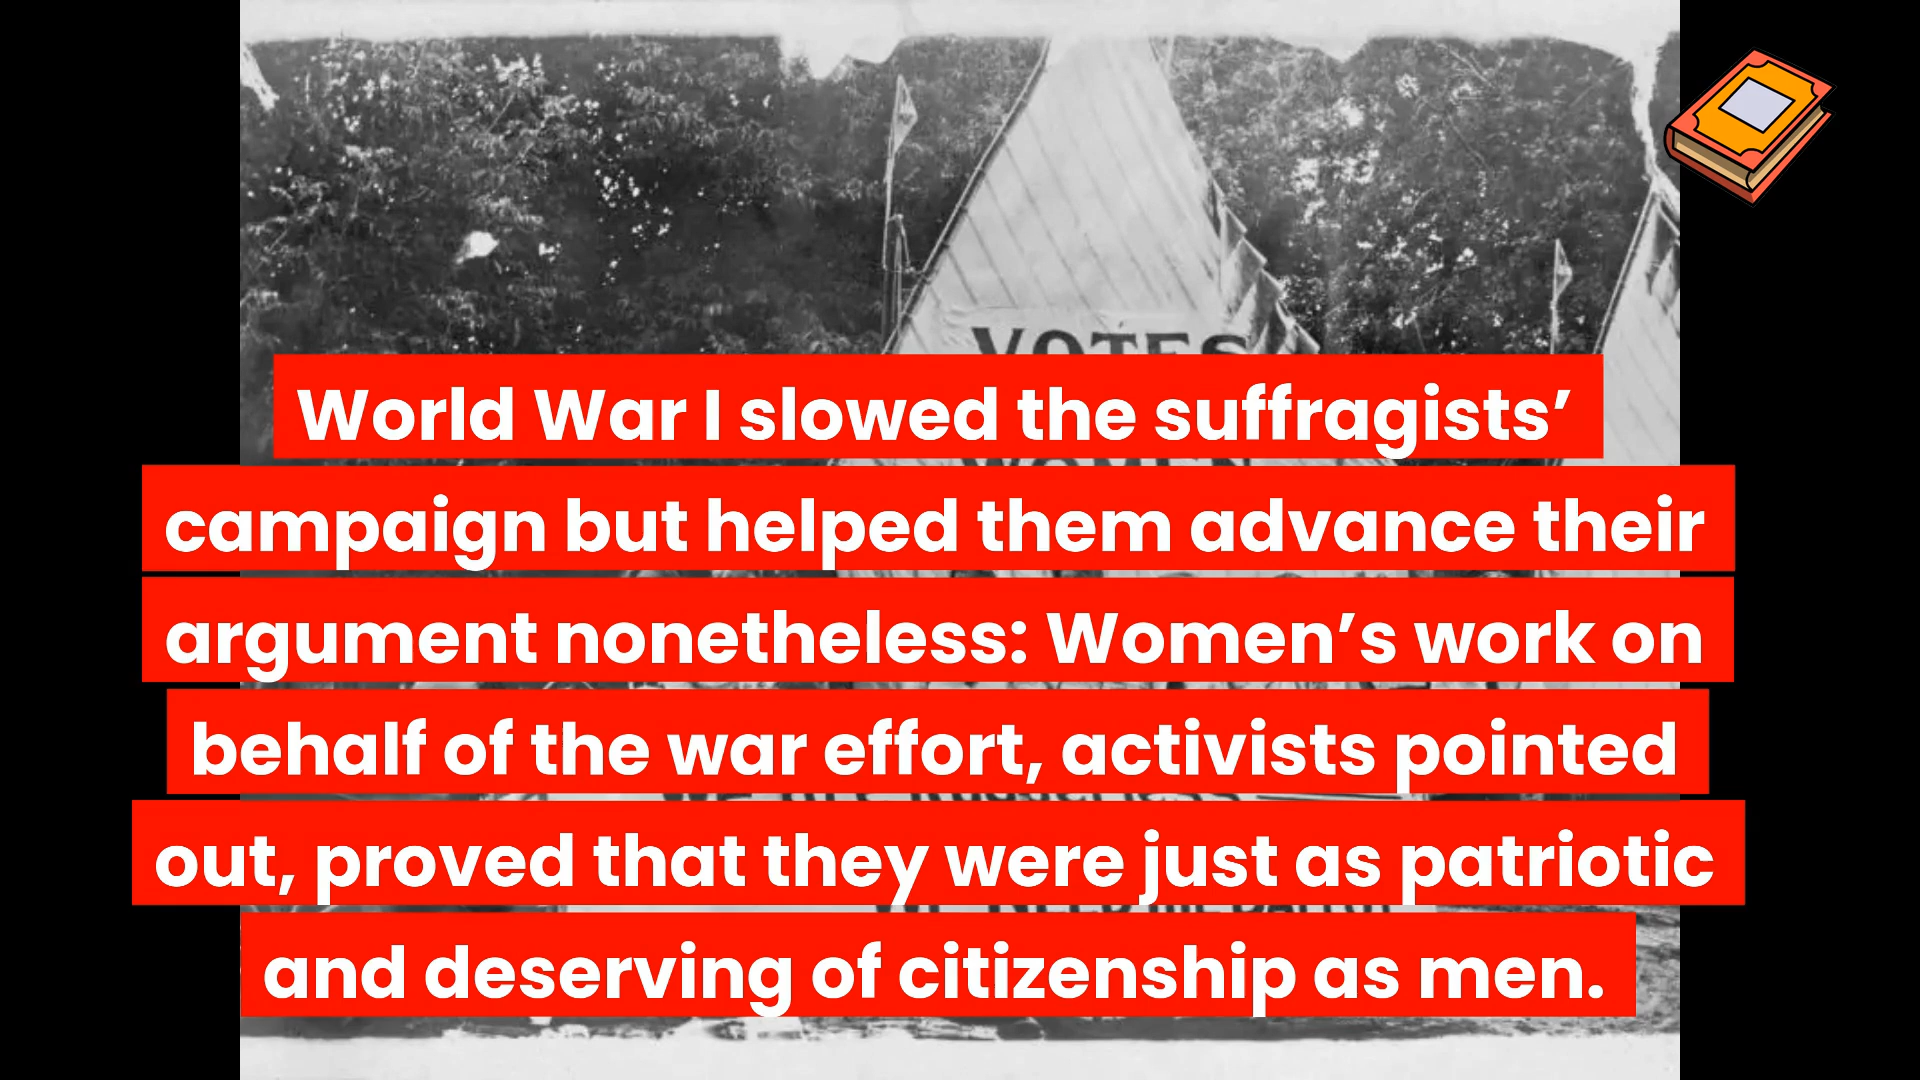 VOTES
World War I slowed the suffragists’
campaign but helped them advance their
argument nonetheless: Women’s work on
behalf of the war effort, activists pointed
out, proved that they were just as patriotic
and deserving of citizenship as men.